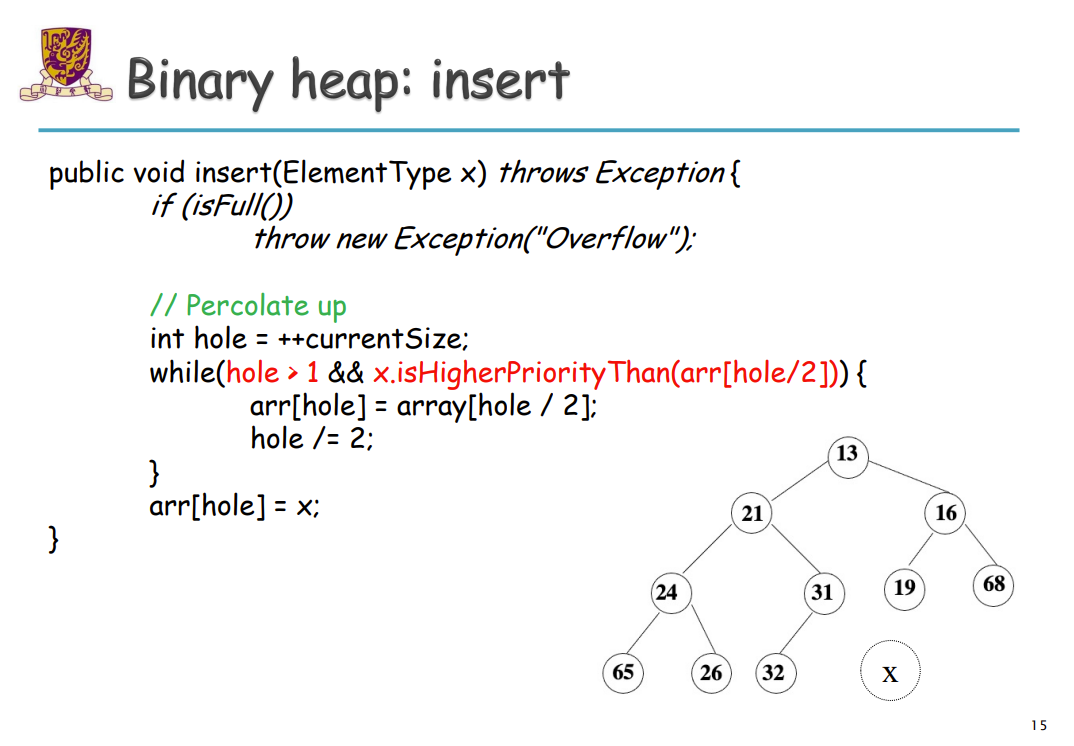 Binary heap: insert
public void insert(ElementType x) throws Exception {
if (isFull())
throw new Exception("Overflow");
// Percolate up
int hole = ++currentSize;
while(hole > 1 && x.isHigherPriorityThan(arr[hole/2])) {
arr[hole] = array[hole / 2];
hole /= 2;
}
arr[hole] = x;
}
13
21
16
24
31
19
68
65
26
32
x
15